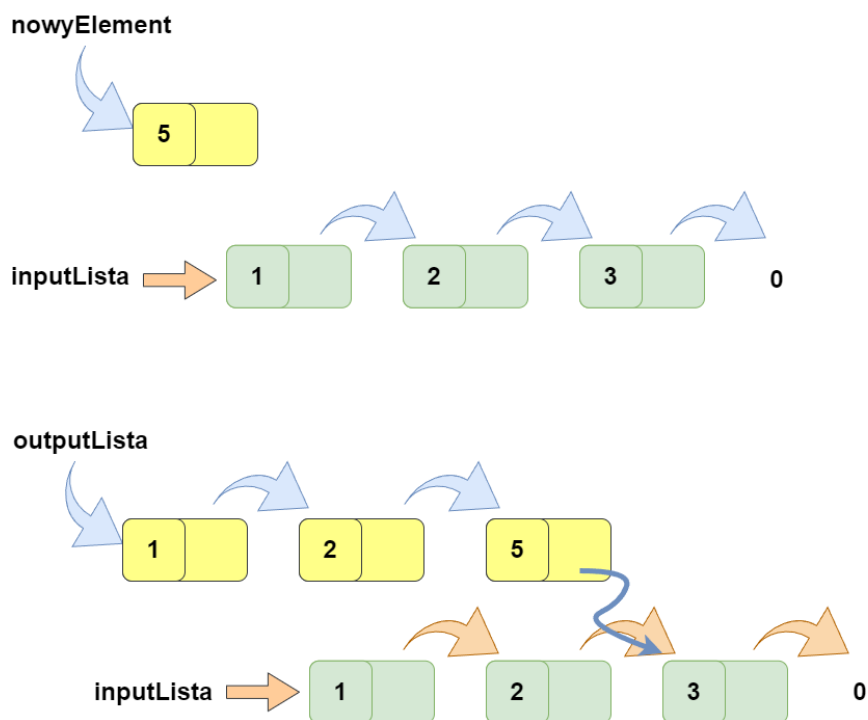 nowyElement
5
inputLista 1 2 3 0
outputLista
1 2 5
inputLista 1 2 3 0